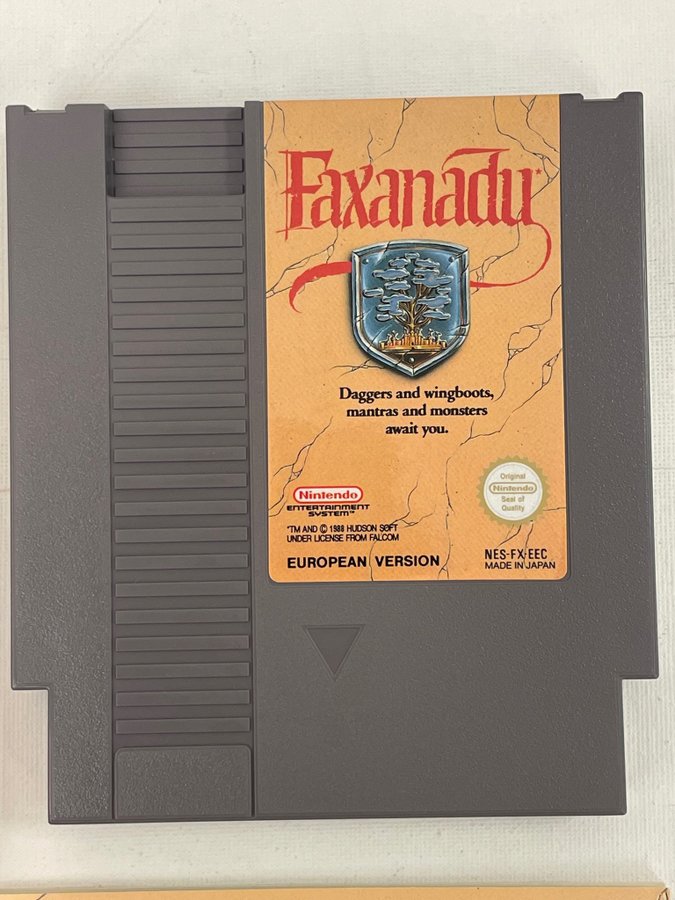 Faxanadu*
Daggers and wingboots,
mantras and monsters
await you.
Original
Nintendo
Seal of
Quality
Nintendo
ENTERTAINMENT
SYSTEM™
*TM AND © 1988 HUDSON SOFT
UNDER LICENSE FROM FALCOM
EUROPEAN VERSION
NES-FX-EEC
MADE IN JAPAN